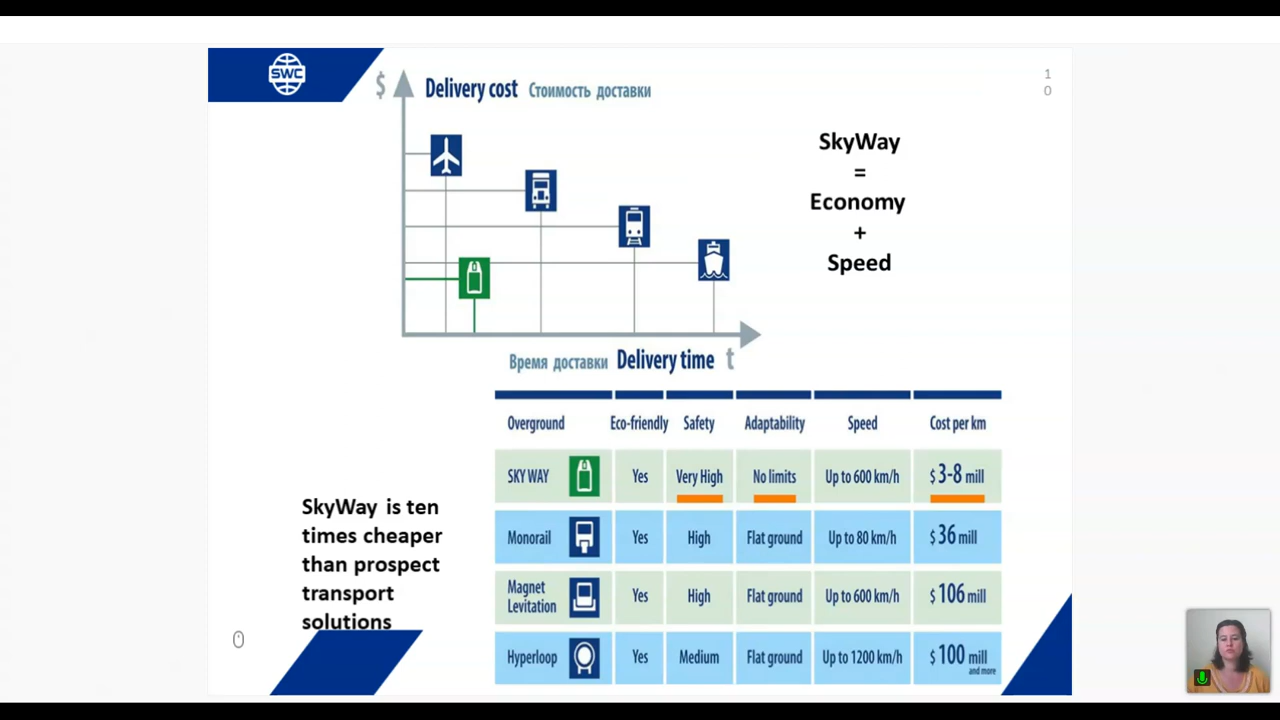 SWC
$ Delivery cost Стоимость доставки
1
0
SkyWay
=
Economy
+
Speed
Время доставки Delivery time t
Overground Eco-friendly Safety Adaptability Speed Cost per km
SKY WAY Yes Very High No limits Up to 600 km/h $ 3-8 mill
Monorail Yes High Flat ground Up to 80 km/h $ 36 mill
Magnet
Levitation Yes High Flat ground Up to 600 km/h $ 106 mill
Hyperloop Yes Medium Flat ground Up to 1200 km/h $ 100 mill
and more
SkyWay is ten
times cheaper
than prospect
transport
solutions